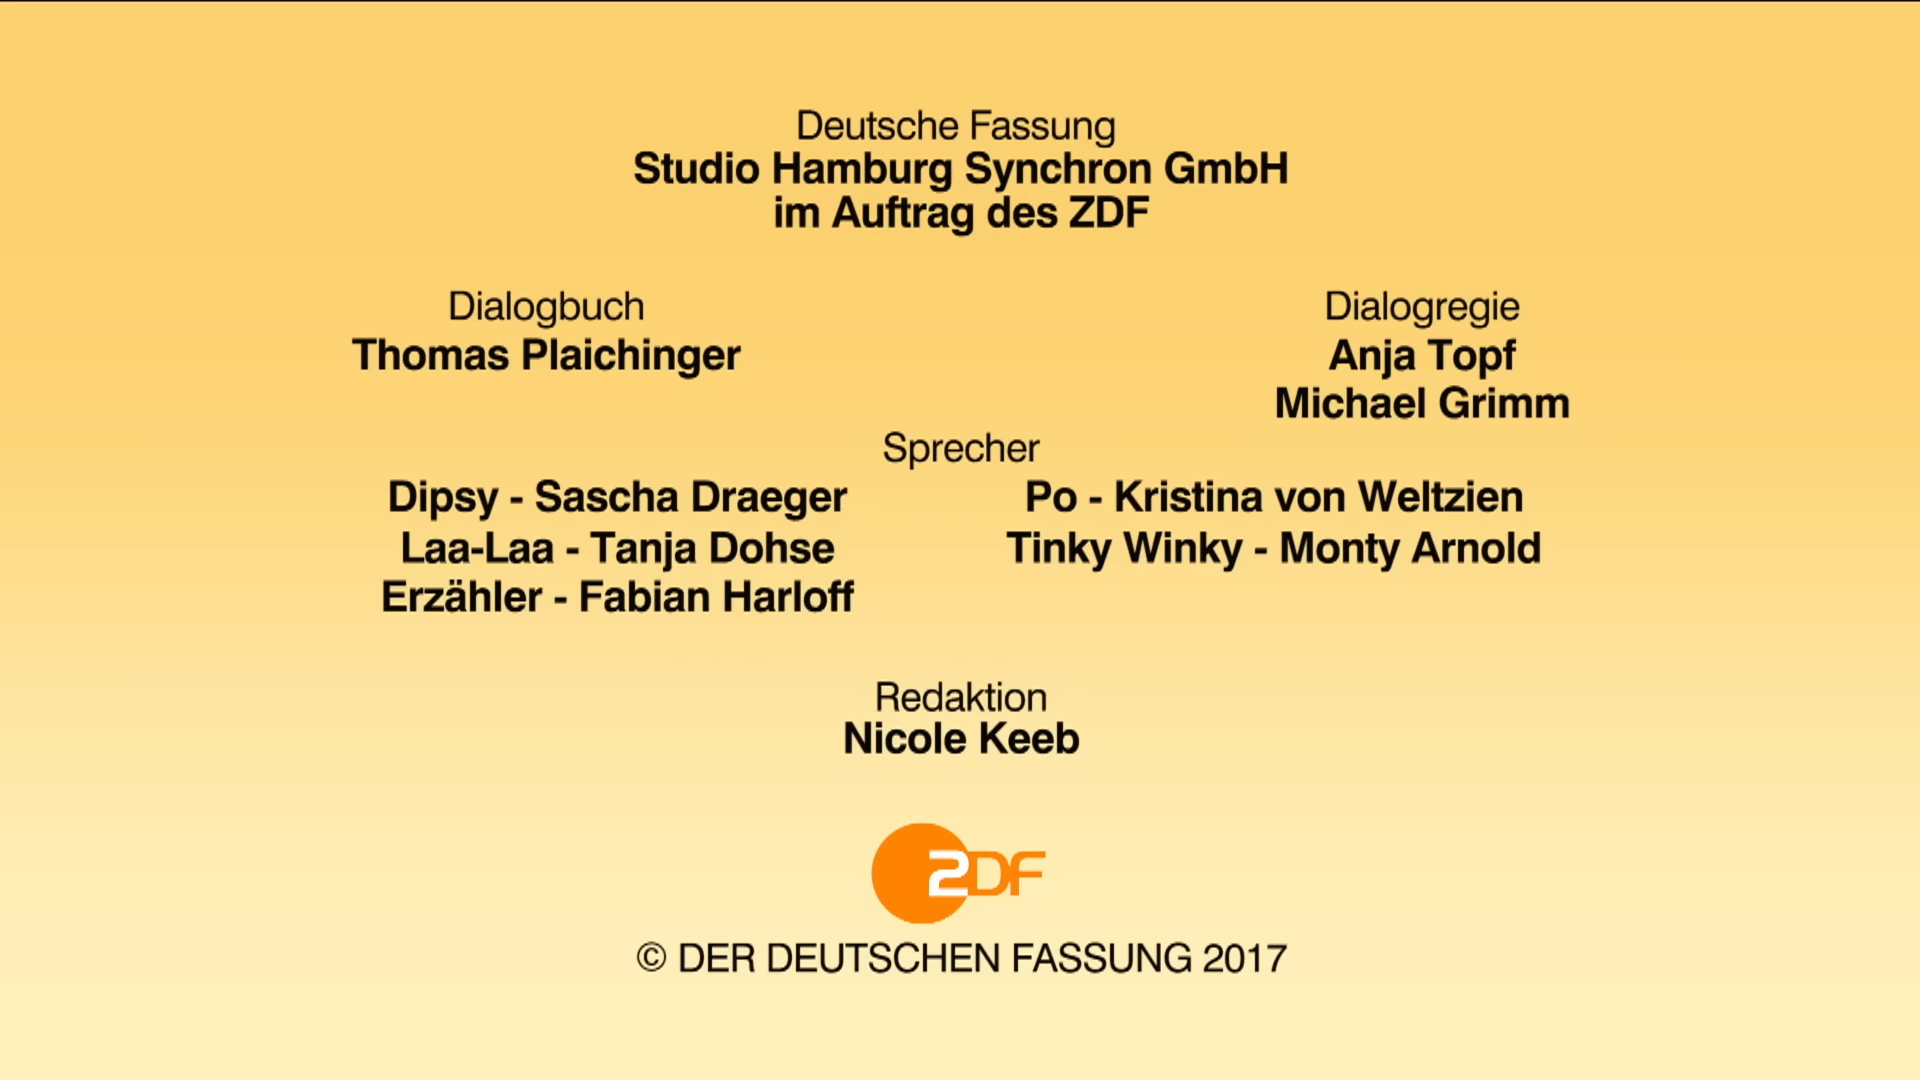 Deutsche Fassung
Studio Hamburg Synchron GmbH
im Auftrag des ZDF
Dialogbuch
Thomas Plaichinger
Dialogregie
Anja Topf
Michael Grimm
Sprecher
Dipsy - Sascha Draeger
Po - Kristina von Weltzien
Laa-Laa - Tanja Dohse
Tinky Winky - Monty Arnold
Erzähler - Fabian Harloff
Redaktion
Nicole Keeb
ZDF
© DER DEUTSCHEN FASSUNG 2017